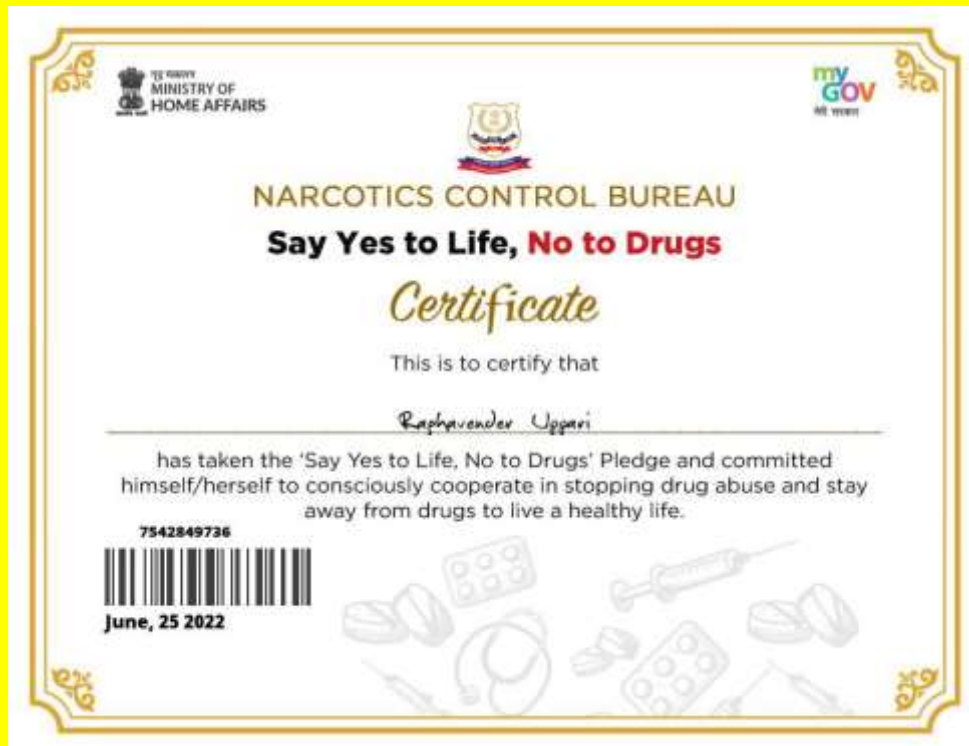 गृह मंत्रालय
MINISTRY OF
HOME AFFAIRS
my
GOV
मेरी सरकार
NARCOTICS CONTROL BUREAU
Say Yes to Life, No to Drugs
Certificate
This is to certify that
Raphavender Uppari
has taken the ‘Say Yes to Life, No to Drugs’ Pledge and committed
himself/herself to consciously cooperate in stopping drug abuse and stay
away from drugs to live a healthy life.
7542849736
June, 25 2022